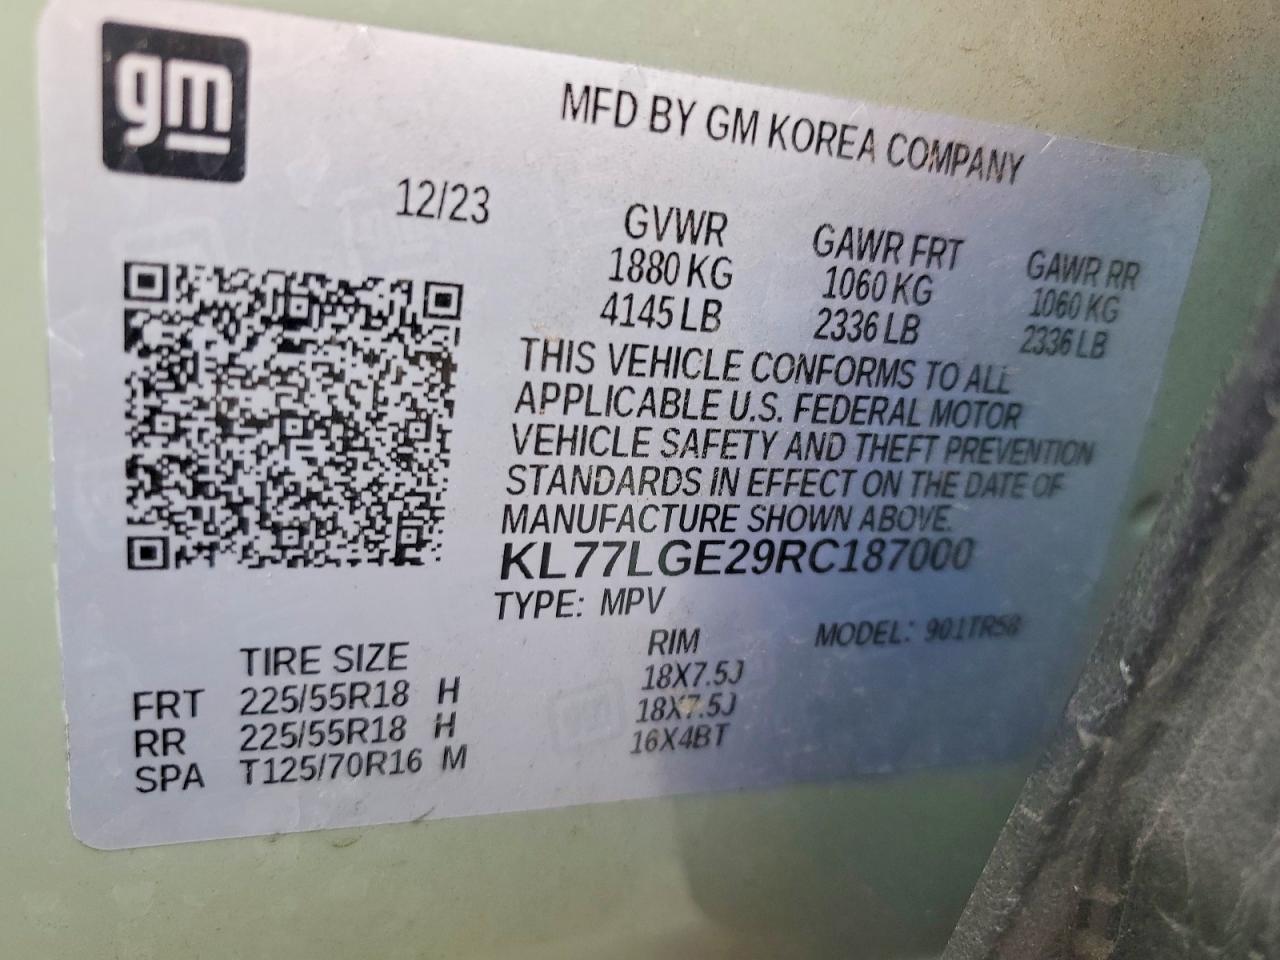 gm
MFD BY GM KOREA COMPANY
12/23
GVWR GAWR FRT GAWR RR
1880 KG 1060 KG 1060 KG
4145 LB 2336 LB 2336 LB
THIS VEHICLE CONFORMS TO ALL
APPLICABLE U.S. FEDERAL MOTOR
VEHICLE SAFETY AND THEFT PREVENTION
STANDARDS IN EFFECT ON THE DATE OF
MANUFACTURE SHOWN ABOVE.
KL77LGE29RC187000
TYPE: MPV MODEL: 901TR58
TIRE SIZE RIM
FRT 225/55R18 H 18X7.5J
RR 225/55R18 H 18X7.5J
SPA T125/70R16 M 16X4BT